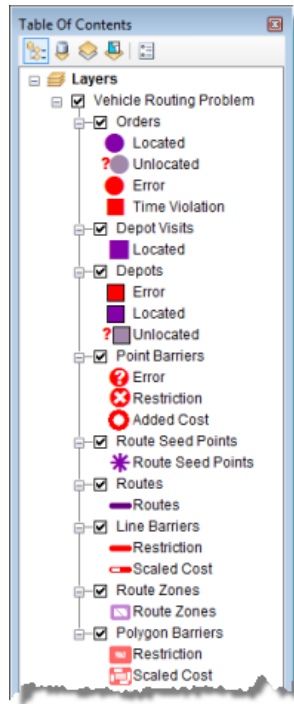 Table Of Contents
Layers
Vehicle Routing Problem
Orders
Located
?Unlocated
Error
Time Violation
Depot Visits
Located
Depots
Error
Located
?Unlocated
Point Barriers
?Error
Restriction
Added Cost
Route Seed Points
Route Seed Points
Routes
Routes
Line Barriers
Restriction
Scaled Cost
Route Zones
Route Zones
Polygon Barriers
Restriction
Scaled Cost